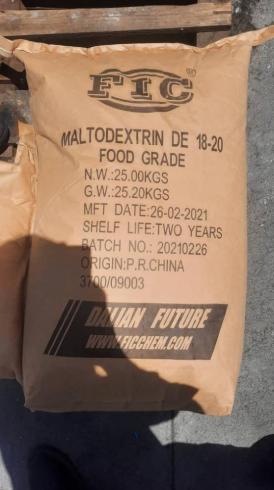 FIC®
MALTODEXTRIN DE 18-20
FOOD GRADE
N.W.:25.00KGS
G.W.:25.20KGS
MFT DATE:26-02-2021
SHELF LIFE:TWO YEARS
BATCH NO.: 20210226
ORIGIN:P.R.CHINA
3700/09003
DALIAN FUTURE
WWW.FICCHEM.COM